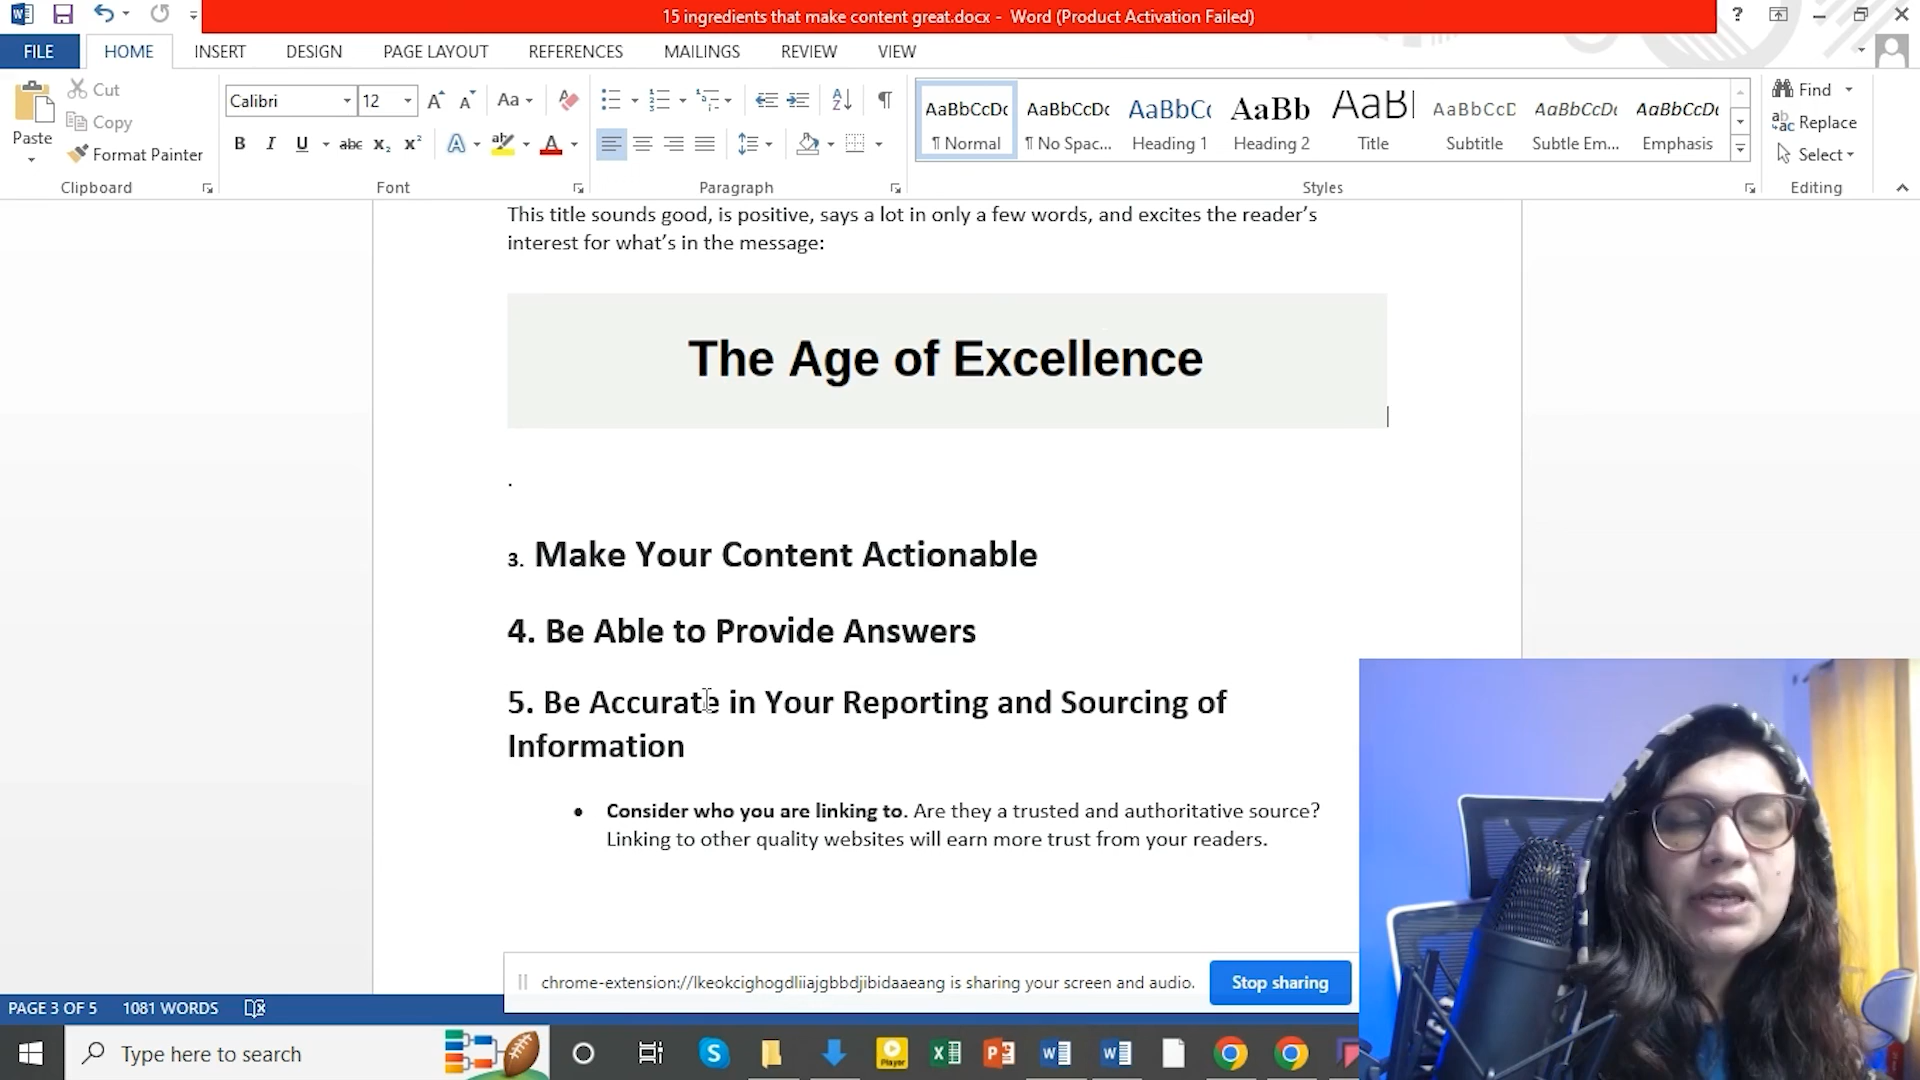 15 ingredients that make content great.docx - Word (Product Activation Failed)
?
FILE HOME INSERT DESIGN PAGE LAYOUT REFERENCES MAILINGS REVIEW VIEW
Paste
Cut
Copy
Format Painter
Clipboard
Calibri 12
Font
Paragraph
AaBbCcDc AaBbCcDc AaBbC AaBb AaB AaBbCcD AaBbCcDc AaBbCcDc
¶ Normal ¶ No Spac... Heading 1 Heading 2 Title Subtitle Subtle Em... Emphasis
Styles
Find
Replace
Select
Editing
This title sounds good, is positive, says a lot in only a few words, and excites the reader’s
interest for what’s in the message:
The Age of Excellence
.
3. Make Your Content Actionable
4. Be Able to Provide Answers
5. Be Accurate in Your Reporting and Sourcing of
Information
• Consider who you are linking to. Are they a trusted and authoritative source?
Linking to other quality websites will earn more trust from your readers.
chrome-extension://lkeokcighogdliiajgbbdjibidaaeang is sharing your screen and audio. Stop sharing
PAGE 3 OF 5 1081 WORDS
Type here to search